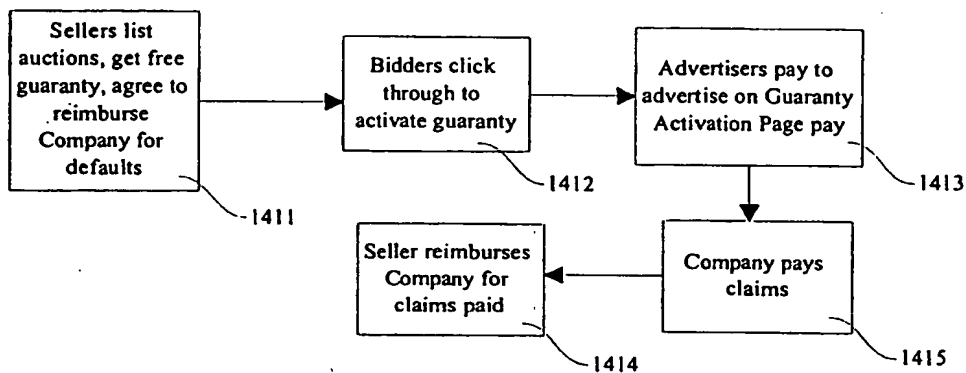 Sellers list
auctions, get free
guaranty, agree to
reimburse
Company for
defaults
1411
Bidders click
through to
activate guaranty
1412
Advertisers pay to
advertise on Guaranty
Activation Page pay
1413
Seller reimburses
Company for
claims paid
1414
Company pays
claims
1415